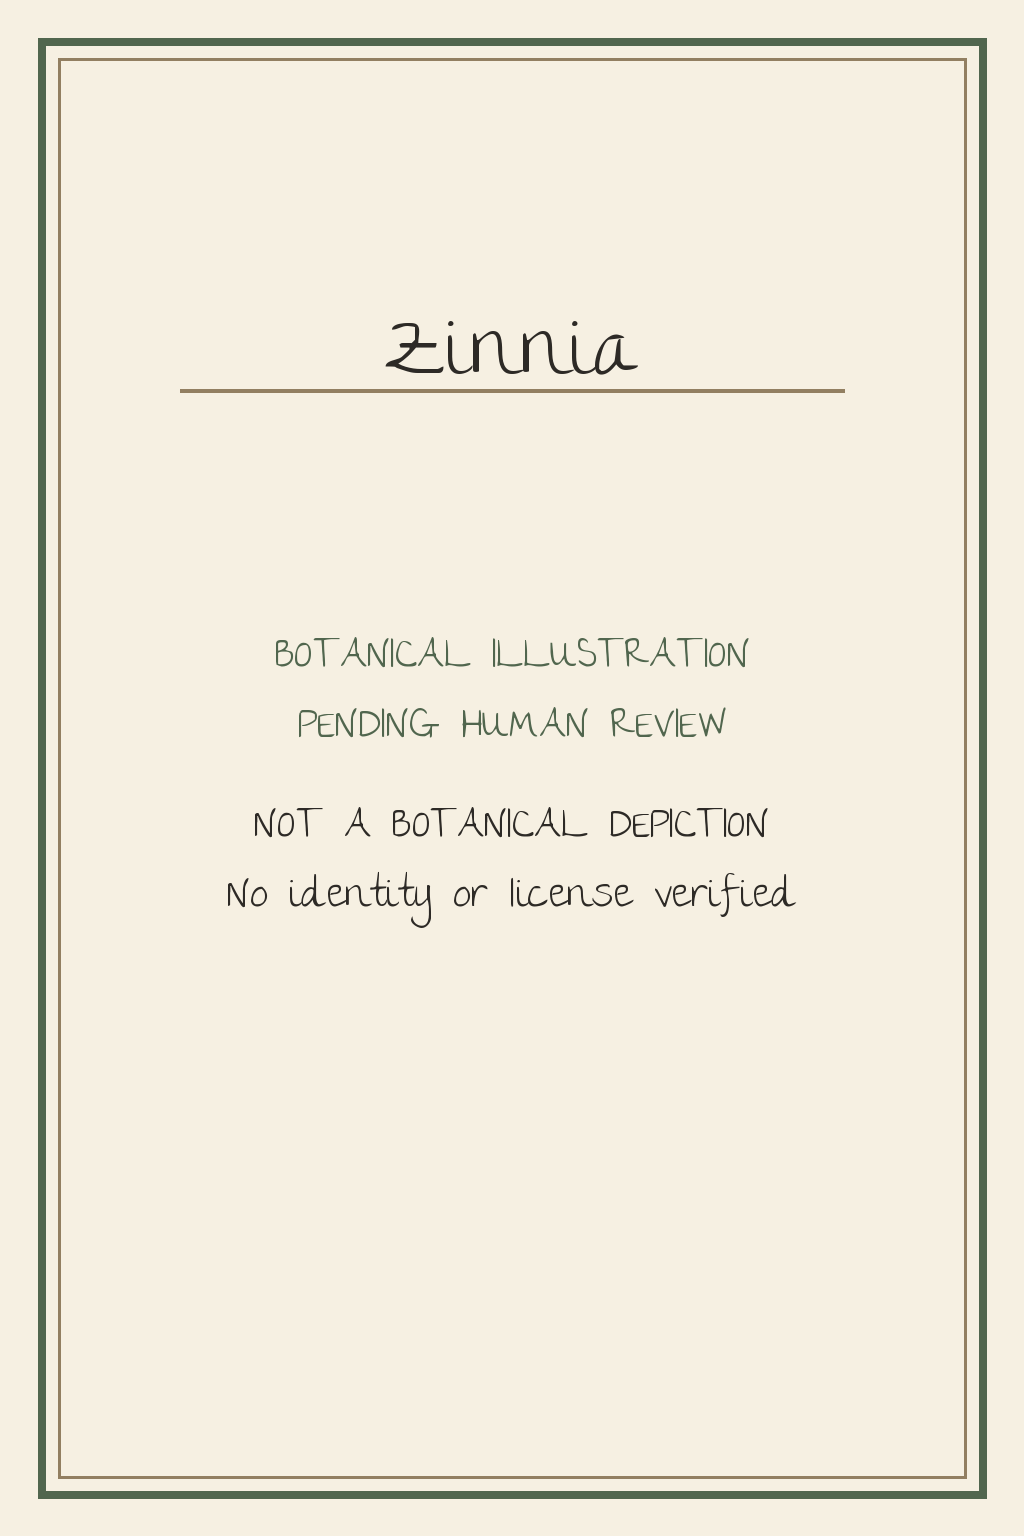 Zinnia
BOTANICAL ILLUSTRATION
PENDING HUMAN REVIEW
NOT A BOTANICAL DEPICTION
No identity or license verified